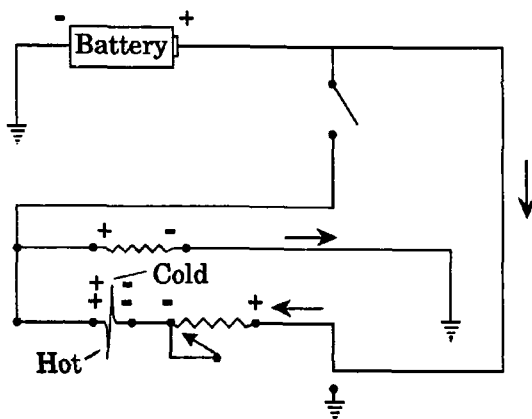 - +
Battery
+ -
+ - Cold
+ - - +
Hot